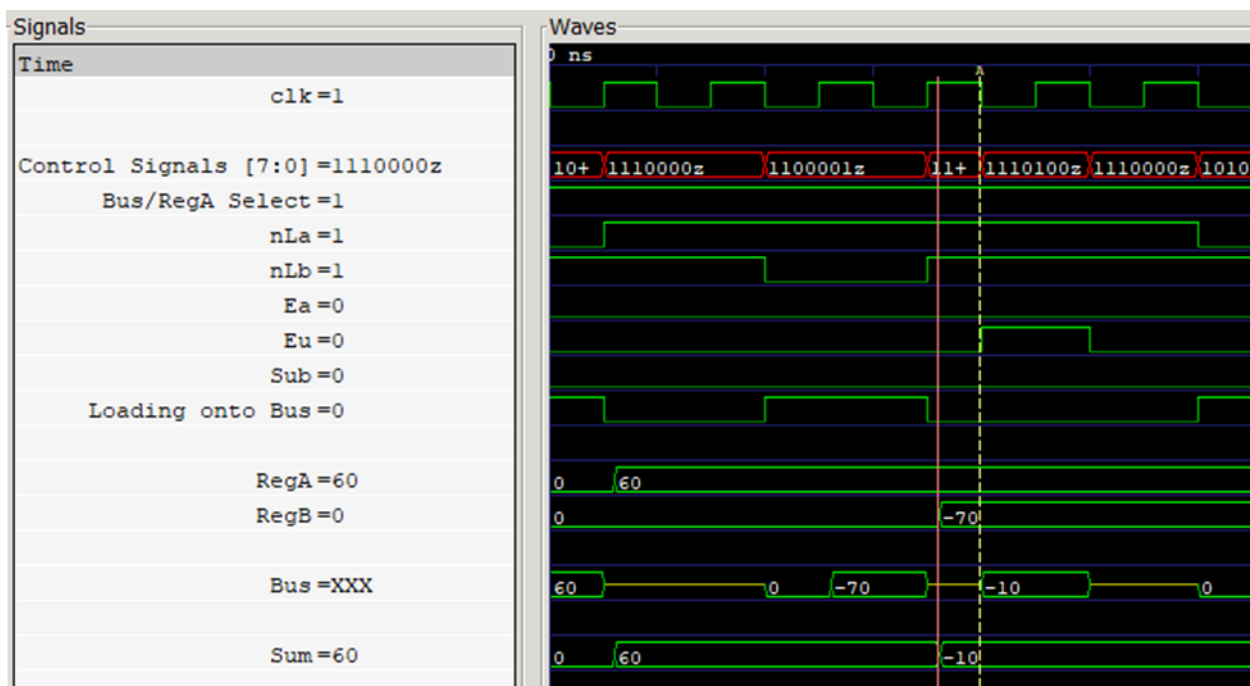 Signals
Waves
Time
0 ns
A
clk =1
Control Signals [7:0] =1110000z
10+ 1110000z 1100001z 11+ 1110100z 1110000z 1010
Bus/RegA Select =1
nLa =1
nLb =1
Ea =0
Eu =0
Sub =0
Loading onto Bus =0
RegA =60
0 60
RegB =0
0 -70
Bus =XXX
60 0 -70 -10 0
Sum =60
0 60 -10